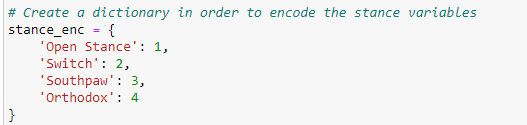 # Create a dictionary in order to encode the stance variables
stance_enc = {
    'Open Stance': 1,
    'Switch': 2,
    'Southpaw': 3,
    'Orthodox': 4
}